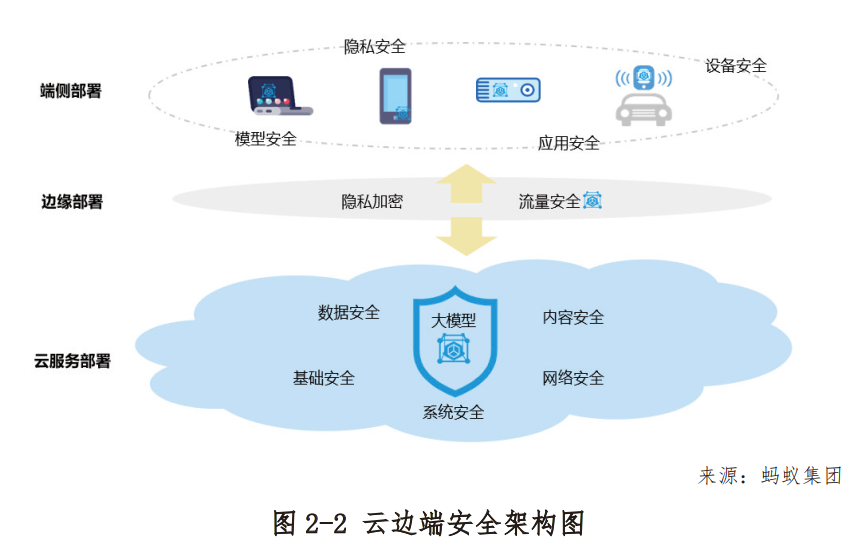 隐私安全
设备安全
端侧部署
模型安全
应用安全
边缘部署
隐私加密
流量安全
数据安全
大模型
内容安全
云服务部署
基础安全
网络安全
系统安全
来源：蚂蚁集团
图 2-2 云边端安全架构图